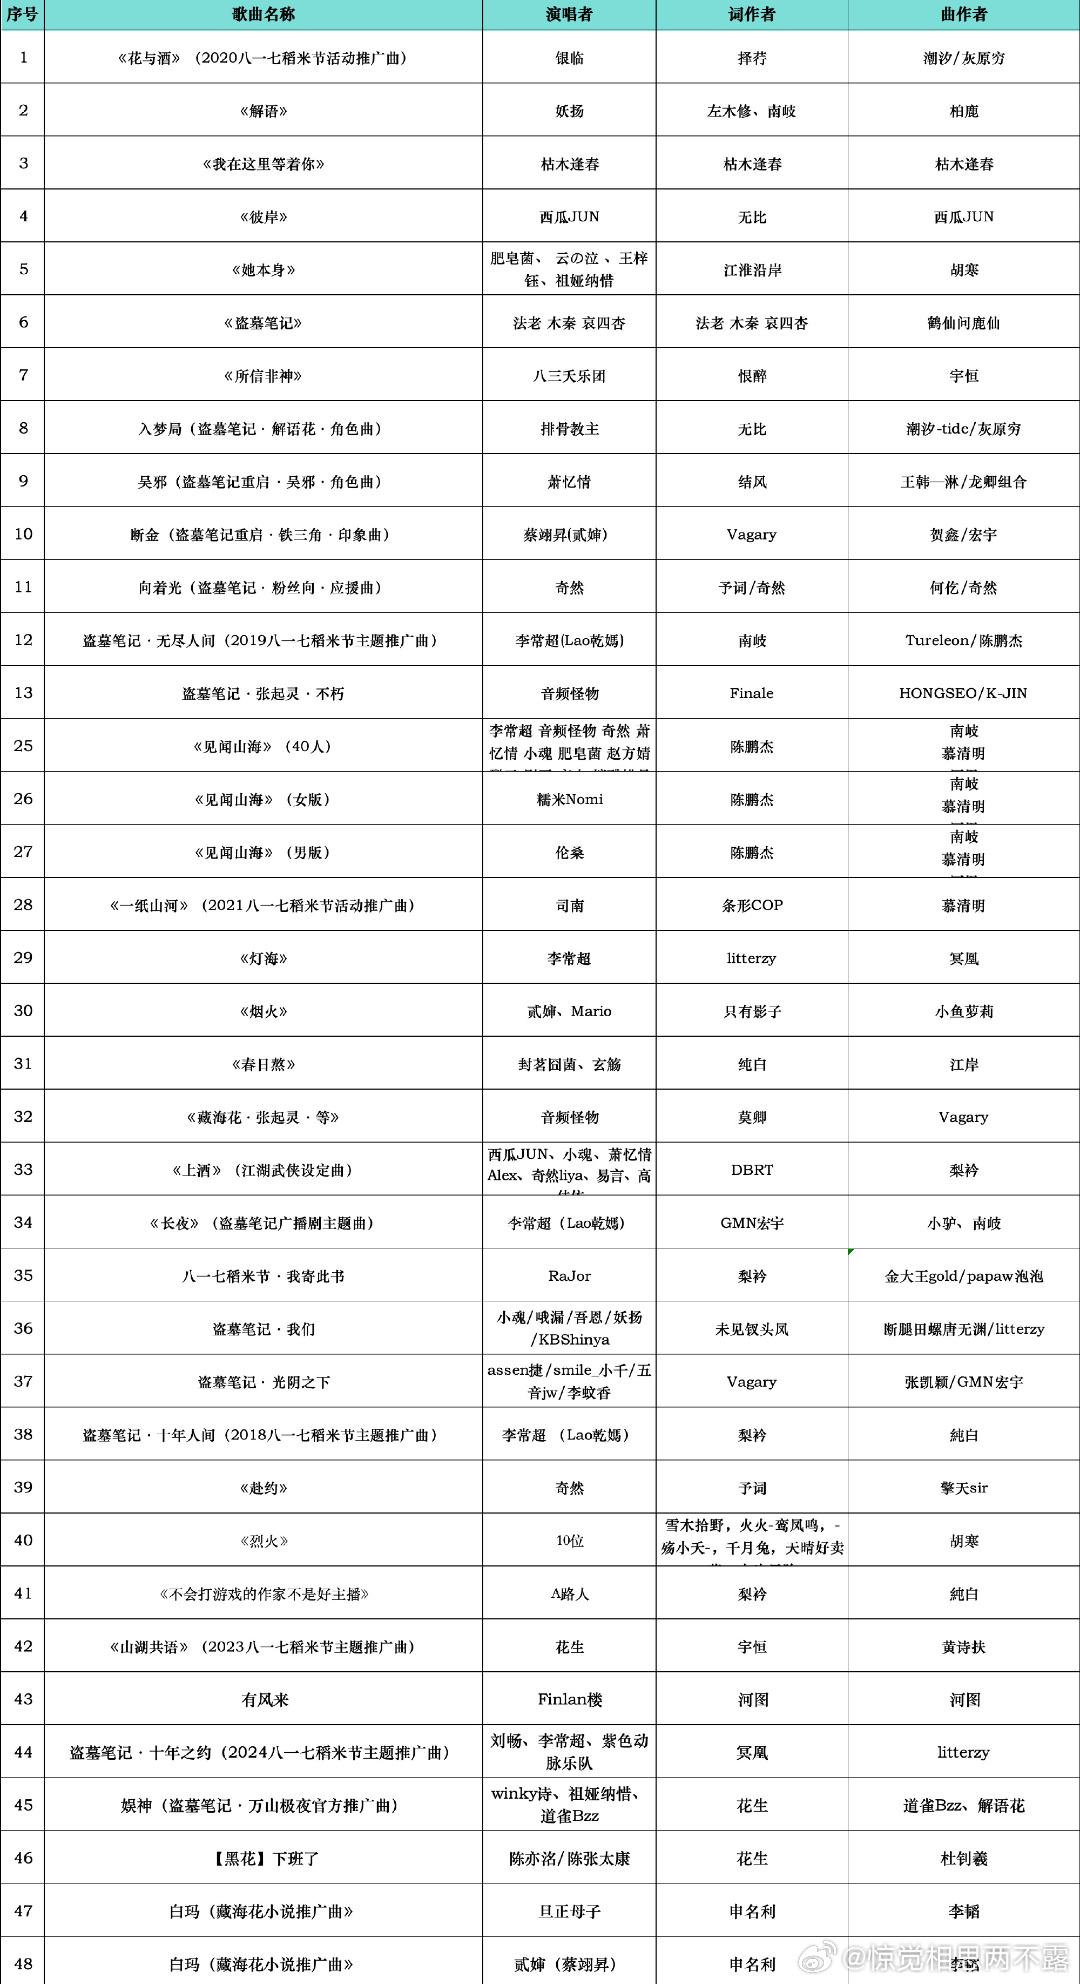 序号 歌曲名称 演唱者 词作者 曲作者
1 《花与酒》（2020八一七稻米节活动推广曲） 银临 择荇 潮汐/灰原穷
2 《解语》 妖扬 左木修、南岐 柏鹿
3 《我在这里等着你》 枯木逢春 枯木逢春 枯木逢春
4 《彼岸》 西瓜JUN 无比 西瓜JUN
5 《她本身》 肥皂菌、 云の泣 、王梓 江淮沿岸 胡寒
钰、祖娅纳惜
6 《盗墓笔记》 法老 木秦 哀四杏 法老 木秦 哀四杏 鹤仙问鹿仙
7 《所信非神》 八三夭乐团 恨醉 宇恒
8 入梦局（盗墓笔记·解语花·角色曲） 排骨教主 无比 潮汐-tide/灰原穷
9 吴邪（盗墓笔记重启·吴邪·角色曲） 萧忆情 结风 王韩一淋/龙卿组合
10 断金（盗墓笔记重启·铁三角·印象曲） 蔡翊昇(贰婶) Vagary 贺鑫/宏宇
11 向着光（盗墓笔记·粉丝向·应援曲） 奇然 予词/奇然 何仡/奇然
12 盗墓笔记·无尽人间（2019八一七稻米节主题推广曲） 李常超(Lao乾媽) 南岐 Tureleon/陈鹏杰
13 盗墓笔记·张起灵·不朽 音频怪物 Finale HONGSEO/K-JIN
25 《见闻山海》（40人） 李常超 音频怪物 奇然 萧 陈鹏杰 南岐
忆情 小魂 肥皂菌 赵方婧 慕清明
26 《见闻山海》（女版） 糯米Nomi 陈鹏杰 南岐
慕清明
27 《见闻山海》（男版） 伦桑 陈鹏杰 南岐
慕清明
28 《一纸山河》（2021八一七稻米节活动推广曲） 司南 条形COP 慕清明
29 《灯海》 李常超 litterzy 冥凰
30 《烟火》 贰婶、Mario 只有影子 小鱼萝莉
31 《春日熬》 封茗囧菌、玄觞 纯白 江岸
32 《藏海花·张起灵·等》 音频怪物 莫卿 Vagary
33 《上酒》（江湖武侠设定曲） 西瓜JUN、小魂、萧忆情 DBRT 梨衿
Alex、奇然liya、易言、高
34 《长夜》（盗墓笔记广播剧主题曲） 李常超（Lao乾媽） GMN宏宇 小驴、南岐
35 八一七稻米节·我寄此书 RaJor 梨衿 金大王gold/papaw泡泡
36 盗墓笔记·我们 小魂/哦漏/吾恩/妖扬 未见钗头凤 断腿田螺唐无渊/litterzy
/KBShinya
37 盗墓笔记·光阴之下 assen捷/smile_小千/五 Vagary 张凯颖/GMN宏宇
音jw/李蚊香
38 盗墓笔记·十年人间（2018八一七稻米节主题推广曲） 李常超 （Lao乾媽） 梨衿 純白
39 《赴约》 奇然 予词 擎天sir
40 《烈火》 10位 雪木拾野，火火-鸾凤鸣，- 胡寒
殇小夭-，千月兔，天晴好卖
41 《不会打游戏的作家不是好主播》 A路人 梨衿 純白
42 《山湖共语》（2023八一七稻米节主题推广曲） 花生 宇恒 黄诗扶
43 有风来 Finlan楼 河图 河图
44 盗墓笔记·十年之约（2024八一七稻米节主题推广曲） 刘畅、李常超、紫色动 冥凰 litterzy
脉乐队
45 娱神（盗墓笔记·万山极夜官方推广曲） winky诗、祖娅纳惜、 花生 道雀Bzz、解语花
道雀Bzz
46 【黑花】下班了 陈亦洺/陈张太康 花生 杜钊羲
47 白玛（藏海花小说推广曲》 旦正母子 申名利 李韬
48 白玛（藏海花小说推广曲》 贰婶（蔡翊昇） 申名利
@惊觉相思两不露